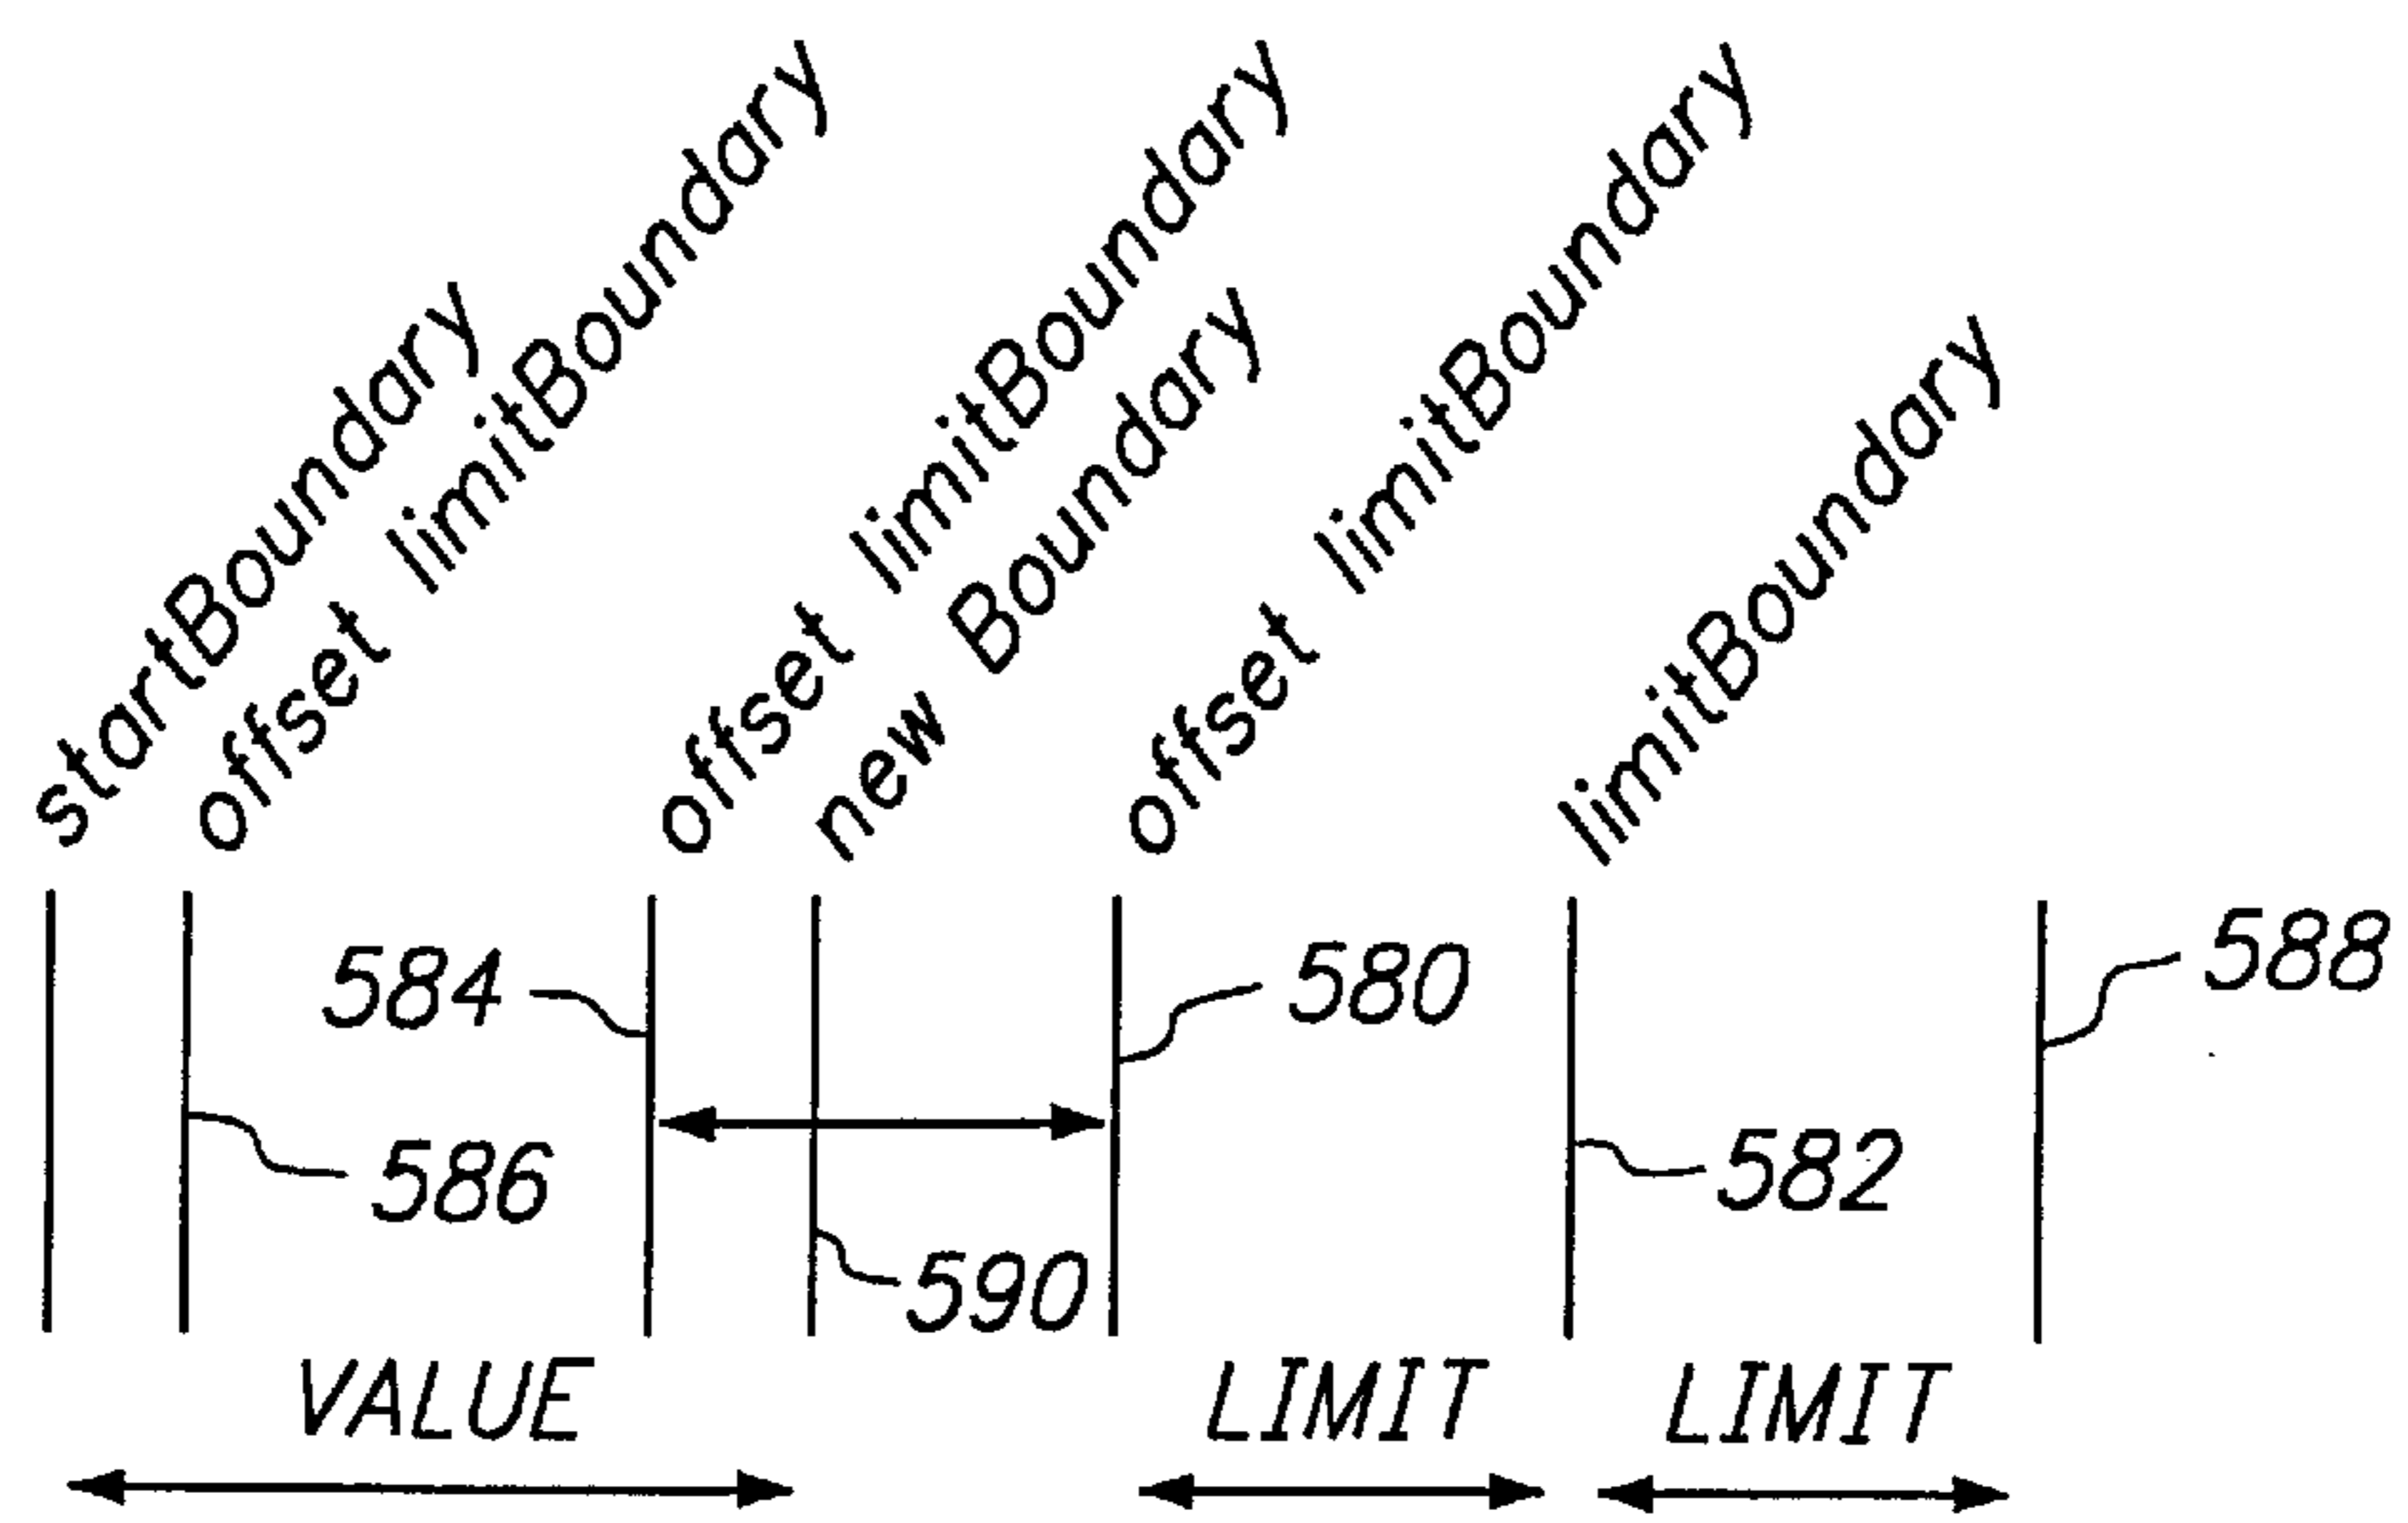 startBoundary
offset limitBoundary
offset limitBoundary
new Boundary
offset limitBoundary
limitBoundary
584
580
588
586
582
590
VALUE
LIMIT
LIMIT